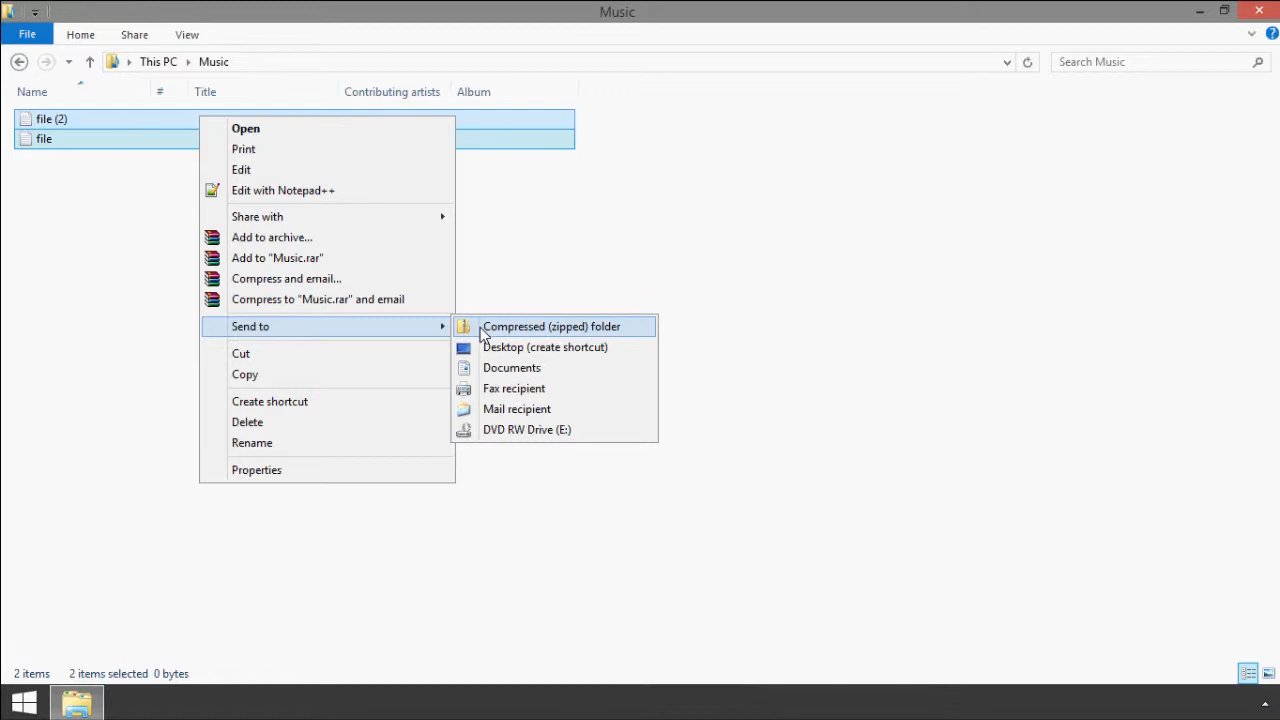 Music
File
Home
Share
View
This PC
Music
Search Music
Name
#
Title
Contributing artists
Album
file (2)
file
Open
Print
Edit
Edit with Notepad++
Share with
Add to archive...
Add to "Music.rar"
Compress and email...
Compress to "Music.rar" and email
Send to
Cut
Copy
Create shortcut
Delete
Rename
Properties
Compressed (zipped) folder
Desktop (create shortcut)
Documents
Fax recipient
Mail recipient
DVD RW Drive (E:)
2 items
2 items selected 0 bytes